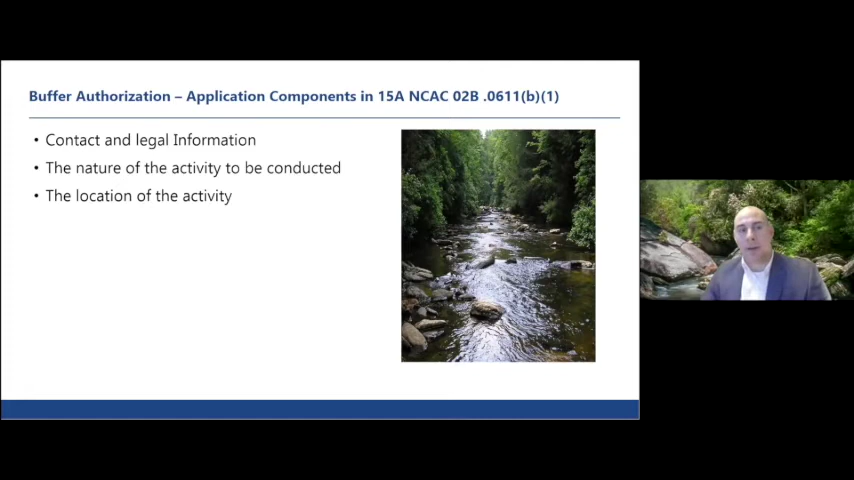 Buffer Authorization – Application Components in 15A NCAC 02B .0611(b)(1)
• Contact and legal Information
• The nature of the activity to be conducted
• The location of the activity